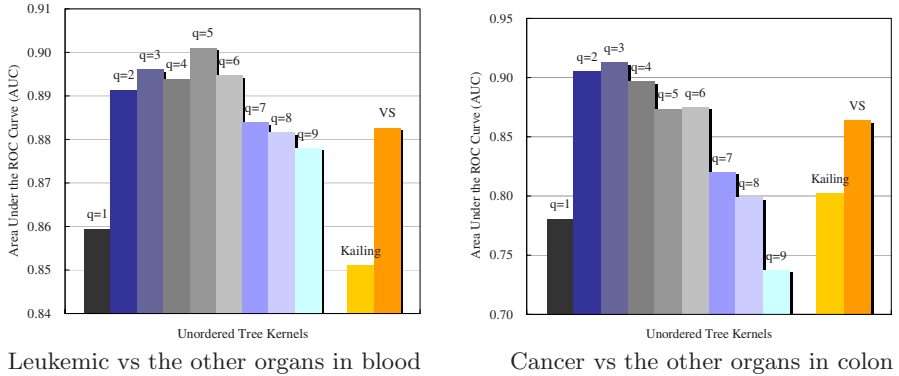 0.91
0.90
0.89
0.88
0.87
0.86
0.85
0.84
Area Under the ROC Curve (AUC)
q=1
q=2
q=3
q=4
q=5
q=6
q=7
q=8
q=9
Kailing
VS
Unordered Tree Kernels
Leukemic vs the other organs in blood
0.95
0.90
0.85
0.80
0.75
0.70
Area Under the ROC Curve (AUC)
q=1
q=2
q=3
q=4
q=5
q=6
q=7
q=8
q=9
Kailing
VS
Unordered Tree Kernels
Cancer vs the other organs in colon